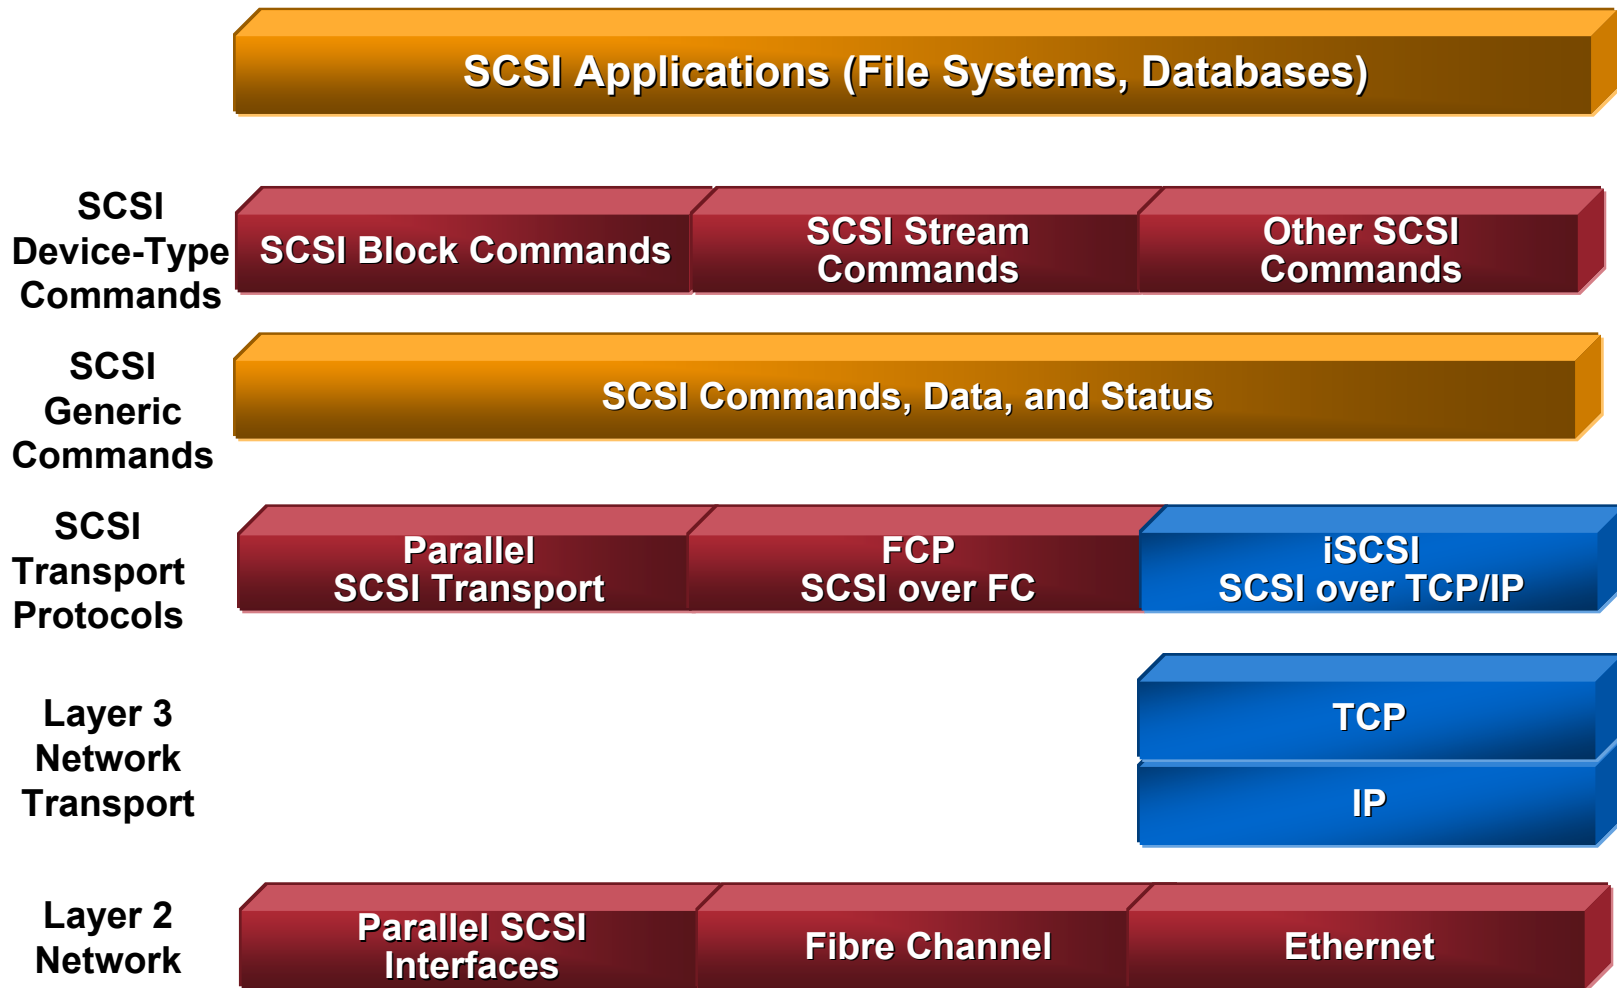 SCSI Applications (File Systems, Databases)
SCSI
Device-Type
Commands
SCSI Block Commands
SCSI Stream
Commands
Other SCSI
Commands
SCSI
Generic
Commands
SCSI Commands, Data, and Status
SCSI
Transport
Protocols
Parallel
SCSI Transport
FCP
SCSI over FC
iSCSI
SCSI over TCP/IP
Layer 3
Network
Transport
TCP
IP
Layer 2
Network
Parallel SCSI
Interfaces
Fibre Channel
Ethernet